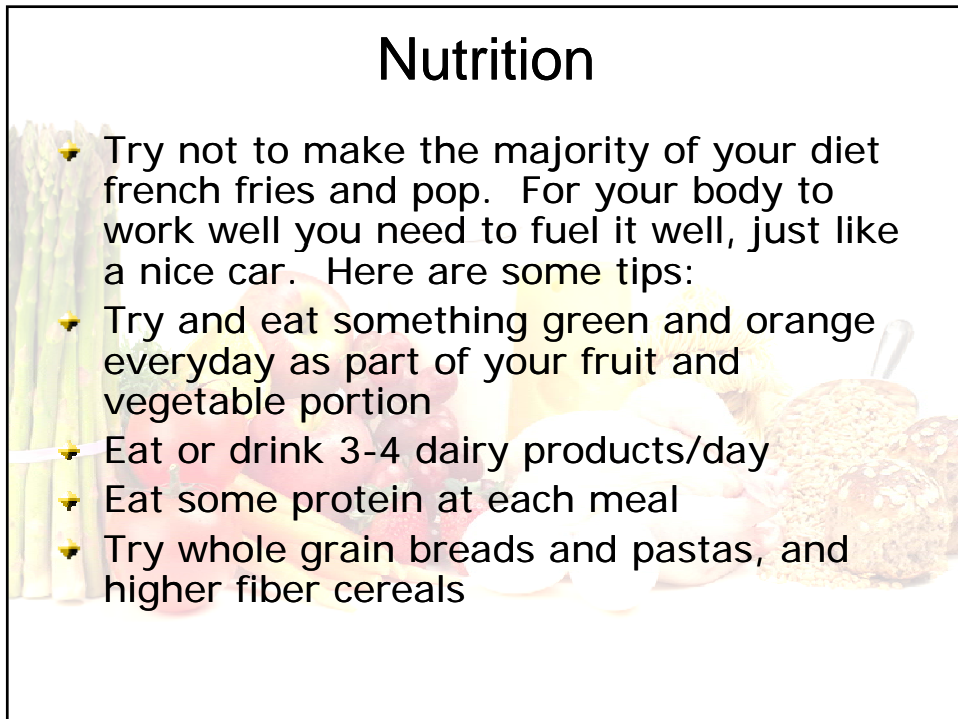 Nutrition
Try not to make the majority of your diet
french fries and pop.  For your body to
work well you need to fuel it well, just like
a nice car.  Here are some tips:
Try and eat something green and orange
everyday as part of your fruit and
vegetable portion
Eat or drink 3-4 dairy products/day
Eat some protein at each meal
Try whole grain breads and pastas, and
higher fiber cereals